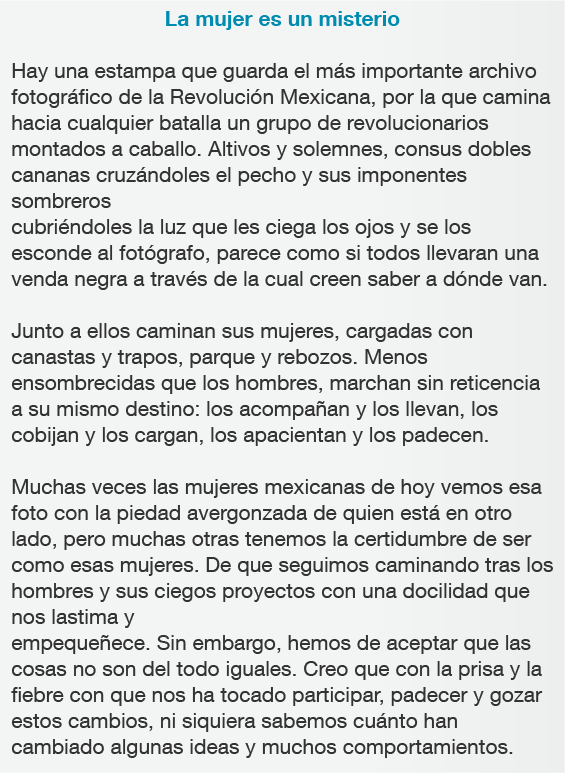 La mujer es un misterio
Hay una estampa que guarda el más importante archivo
fotográfico de la Revolución Mexicana, por la que camina
hacia cualquier batalla un grupo de revolucionarios
montados a caballo. Altivos y solemnes, consus dobles
cananas cruzándoles el pecho y sus imponentes
sombreros
cubriéndoles la luz que les ciega los ojos y se los
esconde al fotógrafo, parece como si todos llevaran una
venda negra a través de la cual creen saber a dónde van.
Junto a ellos caminan sus mujeres, cargadas con
canastas y trapos, parque y rebozos. Menos
ensombrecidas que los hombres, marchan sin reticencia
a su mismo destino: los acompañan y los llevan, los
cobijan y los cargan, los apacientan y los padecen.
Muchas veces las mujeres mexicanas de hoy vemos esa
foto con la piedad avergonzada de quien está en otro
lado, pero muchas otras tenemos la certidumbre de ser
como esas mujeres. De que seguimos caminando tras los
hombres y sus ciegos proyectos con una docilidad que
nos lastima y
empequeñece. Sin embargo, hemos de aceptar que las
cosas no son del todo iguales. Creo que con la prisa y la
fiebre con que nos ha tocado participar, padecer y gozar
estos cambios, ni siquiera sabemos cuánto han
cambiado algunas ideas y muchos comportamientos.